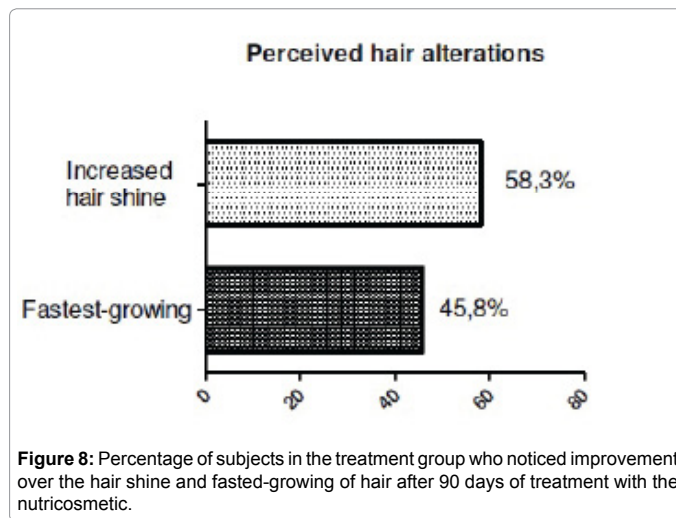 Perceived hair alterations
Increased
hair shine
58,3%
Fastest-growing
45,8%
0
20
40
60
80
Figure 8: Percentage of subjects in the treatment group who noticed improvement
over the hair shine and fasted-growing of hair after 90 days of treatment with the
nutricosmetic.